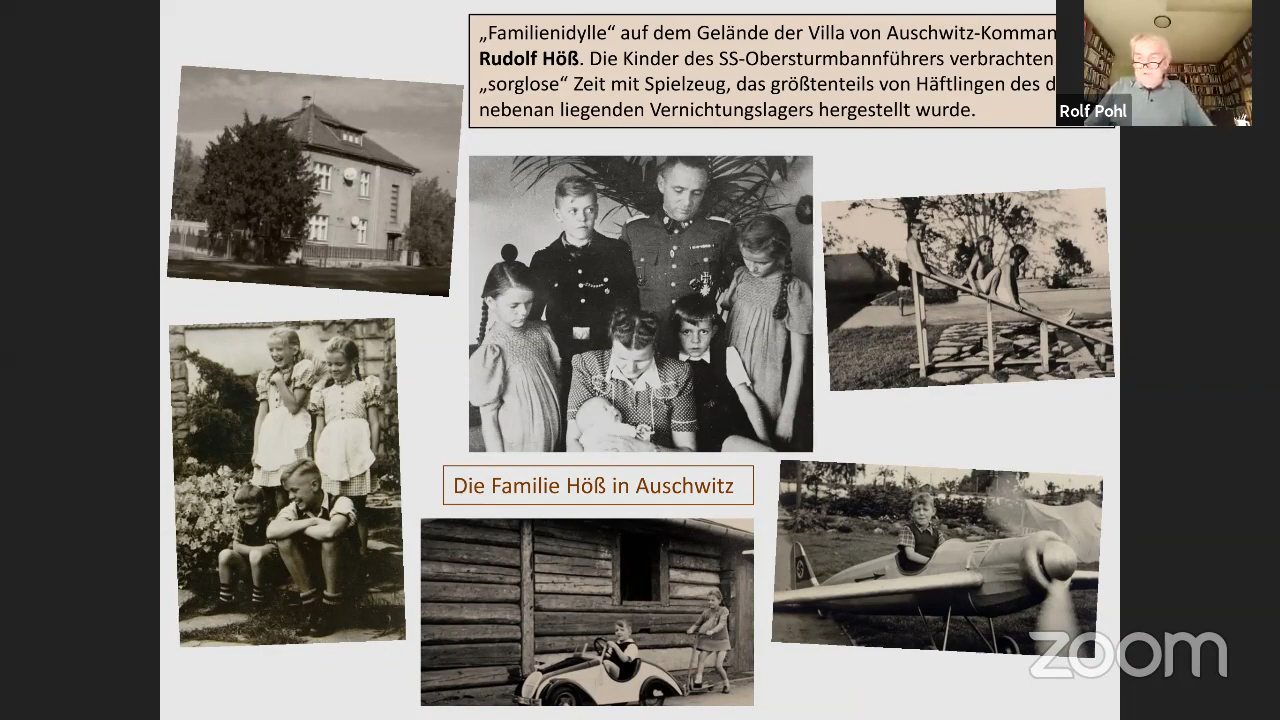 „Familienidylle“ auf dem Gelände der Villa von Auschwitz-Komman
Rudolf Höß. Die Kinder des SS-Obersturmbannführers verbrachten
„sorglose“ Zeit mit Spielzeug, das größtenteils von Häftlingen des d
nebenan liegenden Vernichtungslagers hergestellt wurde.
Rolf Pohl
Die Familie Höß in Auschwitz
zoom